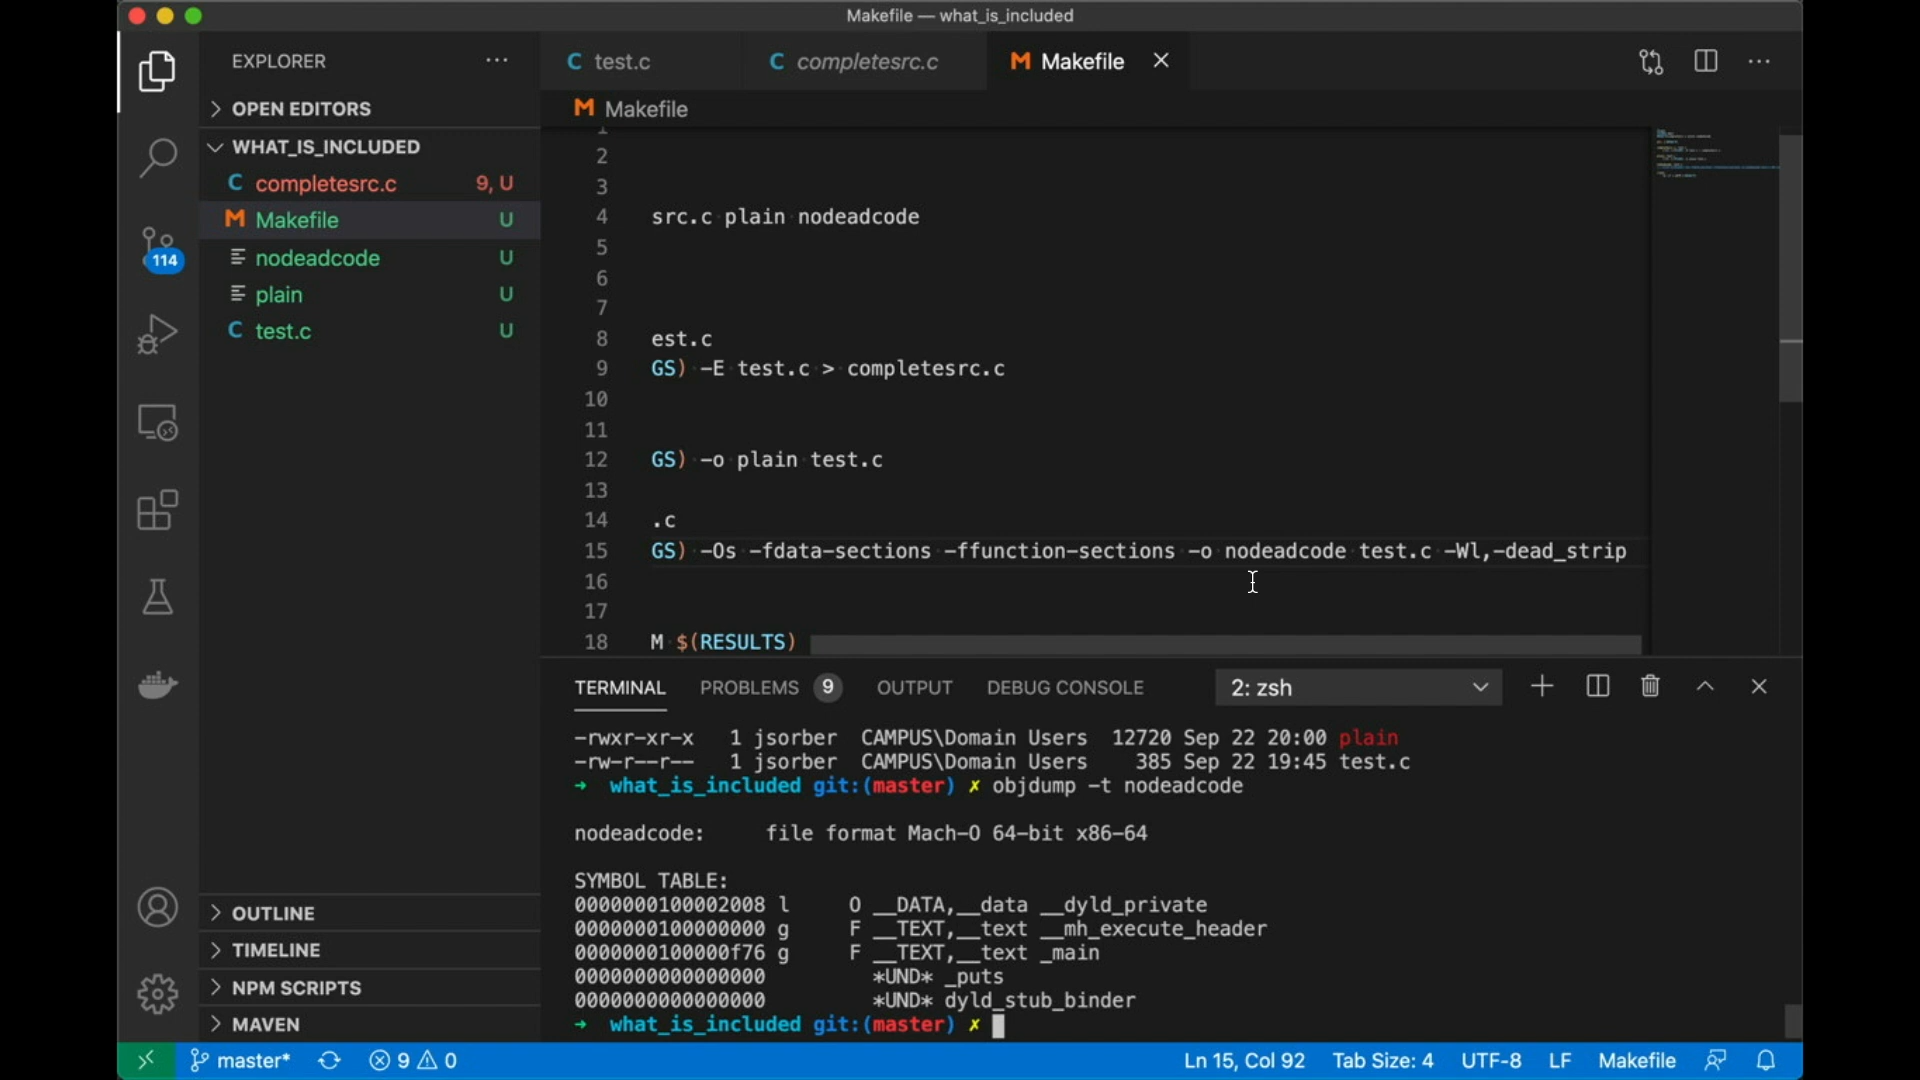 Makefile — what_is_included
EXPLORER
OPEN EDITORS
WHAT_IS_INCLUDED
C completesrc.c 9, U
M Makefile U
nodeadcode U
plain U
C test.c U
114
OUTLINE
TIMELINE
NPM SCRIPTS
MAVEN
C test.c
C completesrc.c
M Makefile
M Makefile
1
2
3
4 src.c plain nodeadcode
5
6
7
8 est.c
9 GS) -E test.c > completesrc.c
10
11
12 GS) -o plain test.c
13
14 .c
15 GS) -Os -fdata-sections -ffunction-sections -o nodeadcode test.c -Wl,-dead_strip
16
17
18 M $(RESULTS)
TERMINAL PROBLEMS 9 OUTPUT DEBUG CONSOLE 2: zsh
-rwxr-xr-x 1 jsorber CAMPUS\Domain Users 12720 Sep 22 20:00 plain
-rw-r--r-- 1 jsorber CAMPUS\Domain Users 385 Sep 22 19:45 test.c
➜ what_is_included git:(master) ✗ objdump -t nodeadcode
nodeadcode: file format Mach-O 64-bit x86-64
SYMBOL TABLE:
0000000100002008 l O __DATA,__data __dyld_private
0000000100000000 g F __TEXT,__text __mh_execute_header
0000000100000f76 g F __TEXT,__text _main
0000000000000000 *UND* _puts
0000000000000000 *UND* dyld_stub_binder
➜ what_is_included git:(master) ✗
master* 9 0 Ln 15, Col 92 Tab Size: 4 UTF-8 LF Makefile